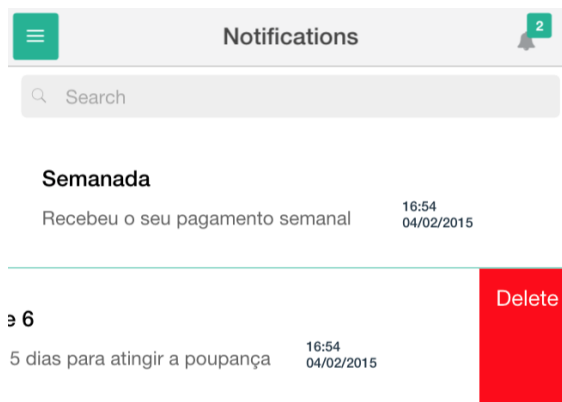 Notifications
2
Search
Semanada
Recebeu o seu pagamento semanal
16:54
04/02/2015
Delete
6
5 dias para atingir a poupança
16:54
04/02/2015